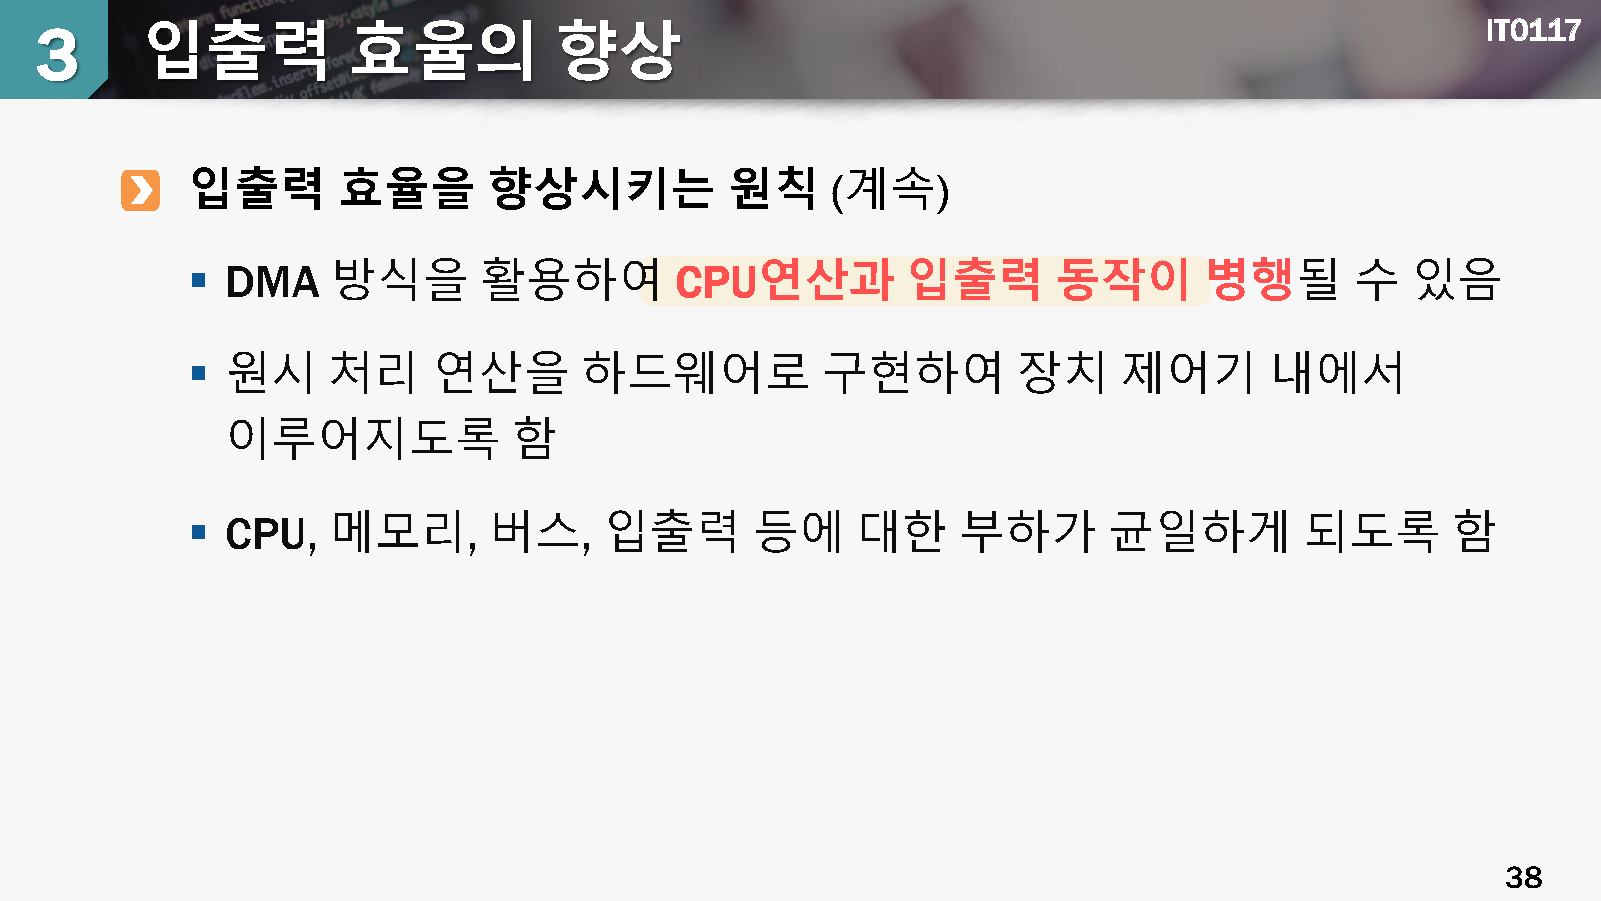 3 입출력 효율의 향상
IT0117
입출력 효율을 향상시키는 원칙 (계속)
▪ DMA 방식을 활용하여 CPU연산과 입출력 동작이 병행될 수 있음
▪ 원시 처리 연산을 하드웨어로 구현하여 장치 제어기 내에서
이루어지도록 함
▪ CPU, 메모리, 버스, 입출력 등에 대한 부하가 균일하게 되도록 함
38